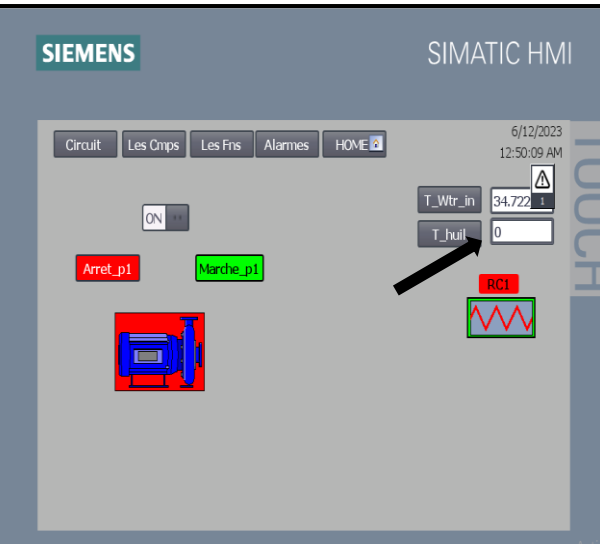 SIEMENS
SIMATIC HMI
TOUCH
Circuit
Les Cmps
Les Fns
Alarmes
HOME
6/12/2023
12:50:09 AM
ON
T_Wtr_in
34.722
1
T_huil
0
Arret_p1
Marche_p1
RC1